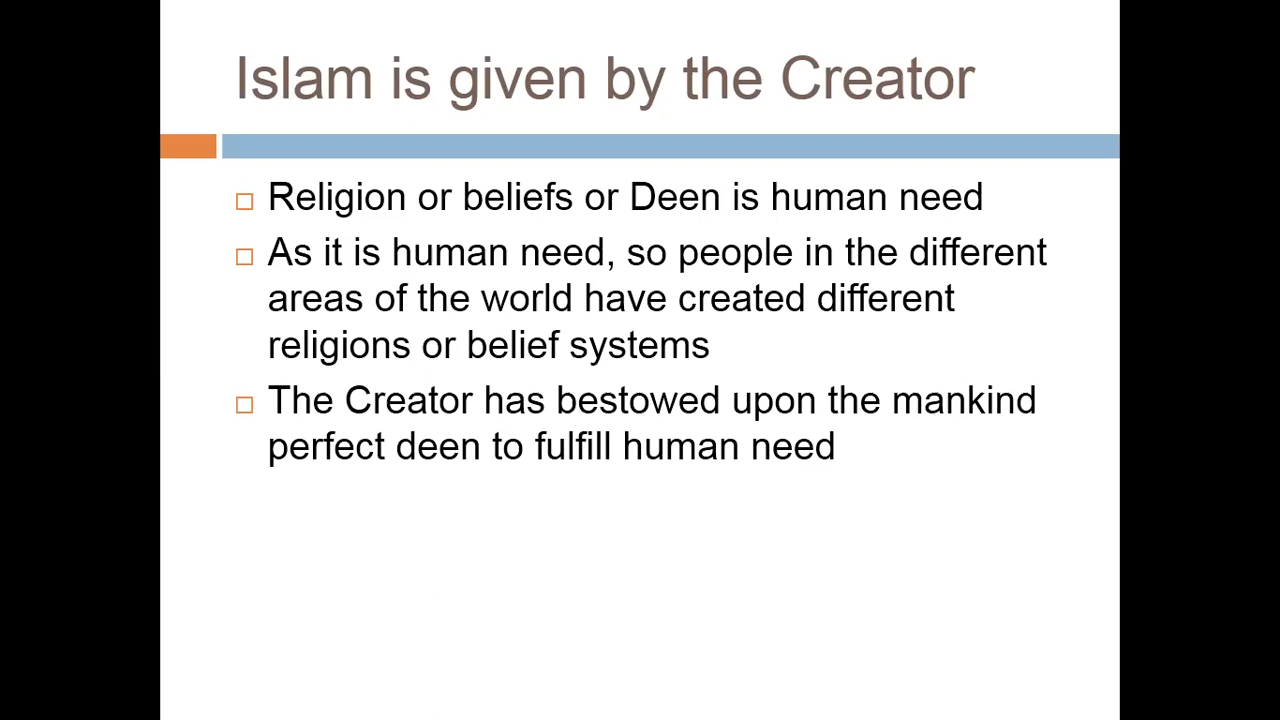 Islam is given by the Creator
Religion or beliefs or Deen is human need
As it is human need, so people in the different
areas of the world have created different
religions or belief systems
The Creator has bestowed upon the mankind
perfect deen to fulfill human need